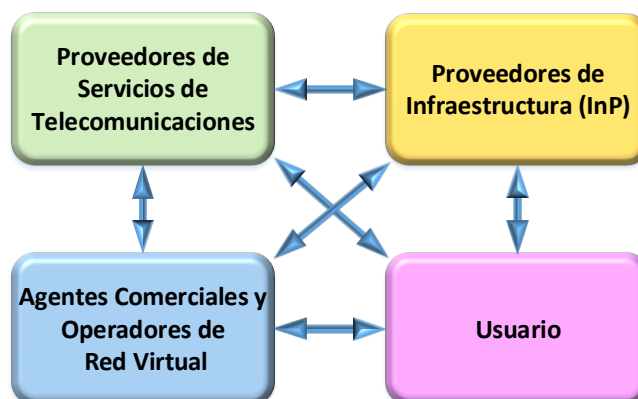 Proveedores de
Servicios de
Telecomunicaciones
Proveedores de
Infraestructura (InP)
Agentes Comerciales y
Operadores de
Red Virtual
Usuario